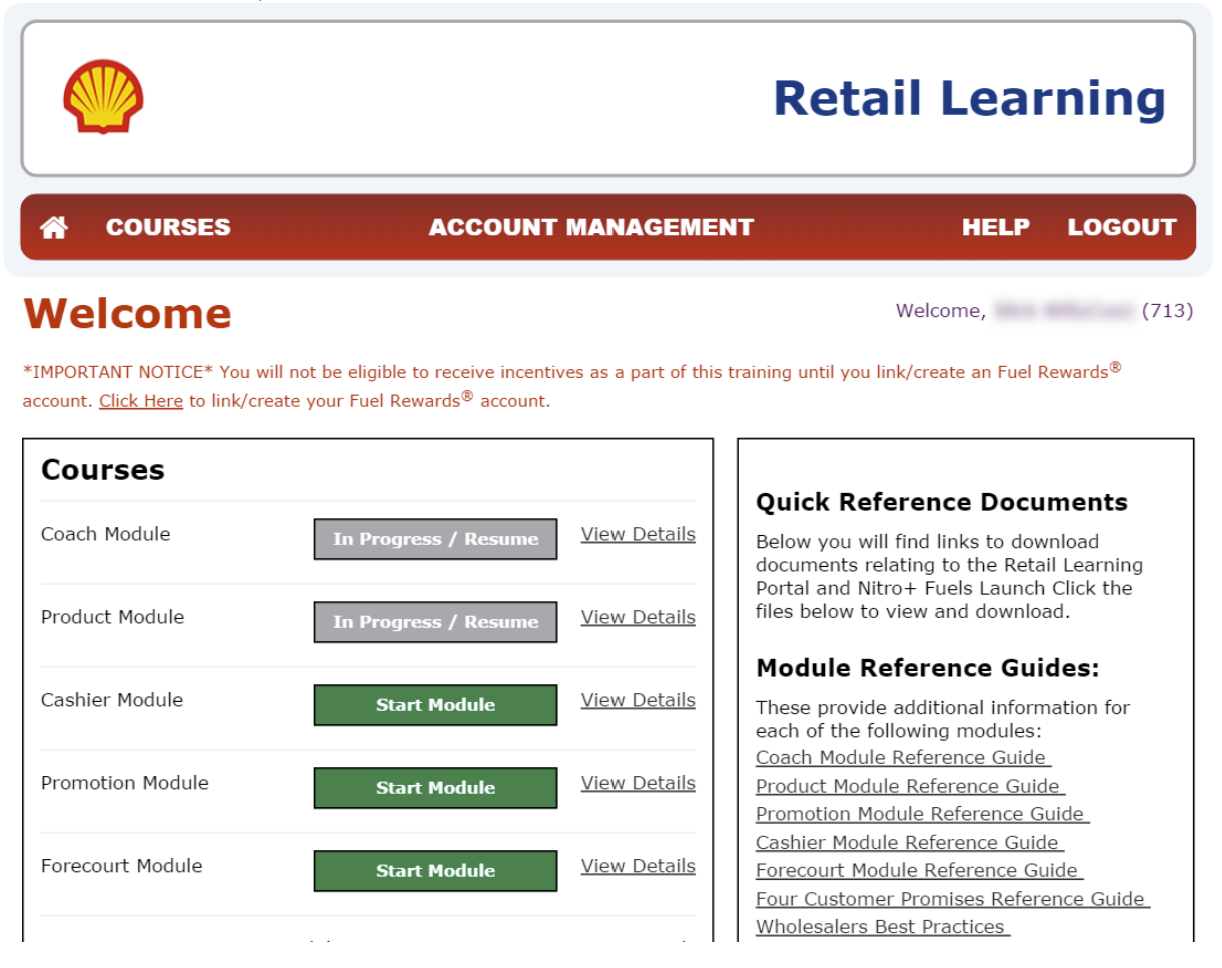 Retail Learning
COURSES
ACCOUNT MANAGEMENT
HELP
LOGOUT
Welcome
Welcome, (713)
*IMPORTANT NOTICE* You will not be eligible to receive incentives as a part of this training until you link/create an Fuel Rewards®
account. Click Here to link/create your Fuel Rewards® account.
Courses
Coach Module
In Progress / Resume
View Details
Product Module
In Progress / Resume
View Details
Cashier Module
Start Module
View Details
Promotion Module
Start Module
View Details
Forecourt Module
Start Module
View Details
Quick Reference Documents
Below you will find links to download
documents relating to the Retail Learning
Portal and Nitro+ Fuels Launch Click the
files below to view and download.
Module Reference Guides:
These provide additional information for
each of the following modules:
Coach Module Reference Guide
Product Module Reference Guide
Promotion Module Reference Guide
Cashier Module Reference Guide
Forecourt Module Reference Guide
Four Customer Promises Reference Guide
Wholesalers Best Practices